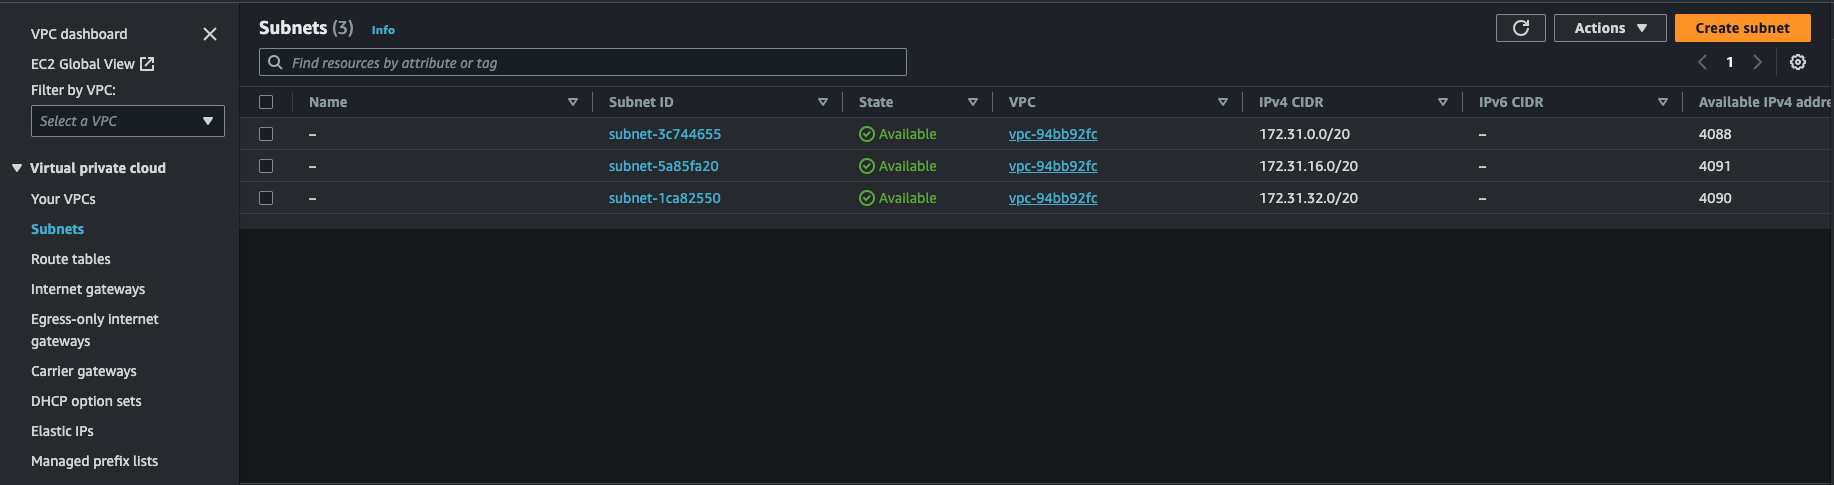 VPC dashboard
EC2 Global View
Filter by VPC:
Select a VPC
Virtual private cloud
Your VPCs
Subnets
Route tables
Internet gateways
Egress-only internet
gateways
Carrier gateways
DHCP option sets
Elastic IPs
Managed prefix lists
Subnets (3) Info
Actions
Create subnet
Find resources by attribute or tag
1
Name Subnet ID State VPC IPv4 CIDR IPv6 CIDR Available IPv4 addre
– subnet-3c744655 Available vpc-94bb92fc 172.31.0.0/20 – 4088
– subnet-5a85fa20 Available vpc-94bb92fc 172.31.16.0/20 – 4091
– subnet-1ca82550 Available vpc-94bb92fc 172.31.32.0/20 – 4090